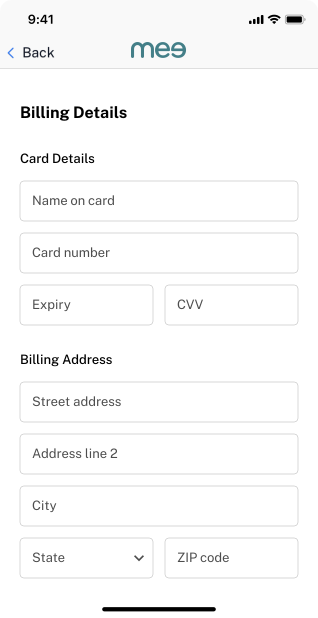 9:41
Back
mee
Billing Details
Card Details
Name on card
Card number
Expiry
CVV
Billing Address
Street address
Address line 2
City
State
ZIP code